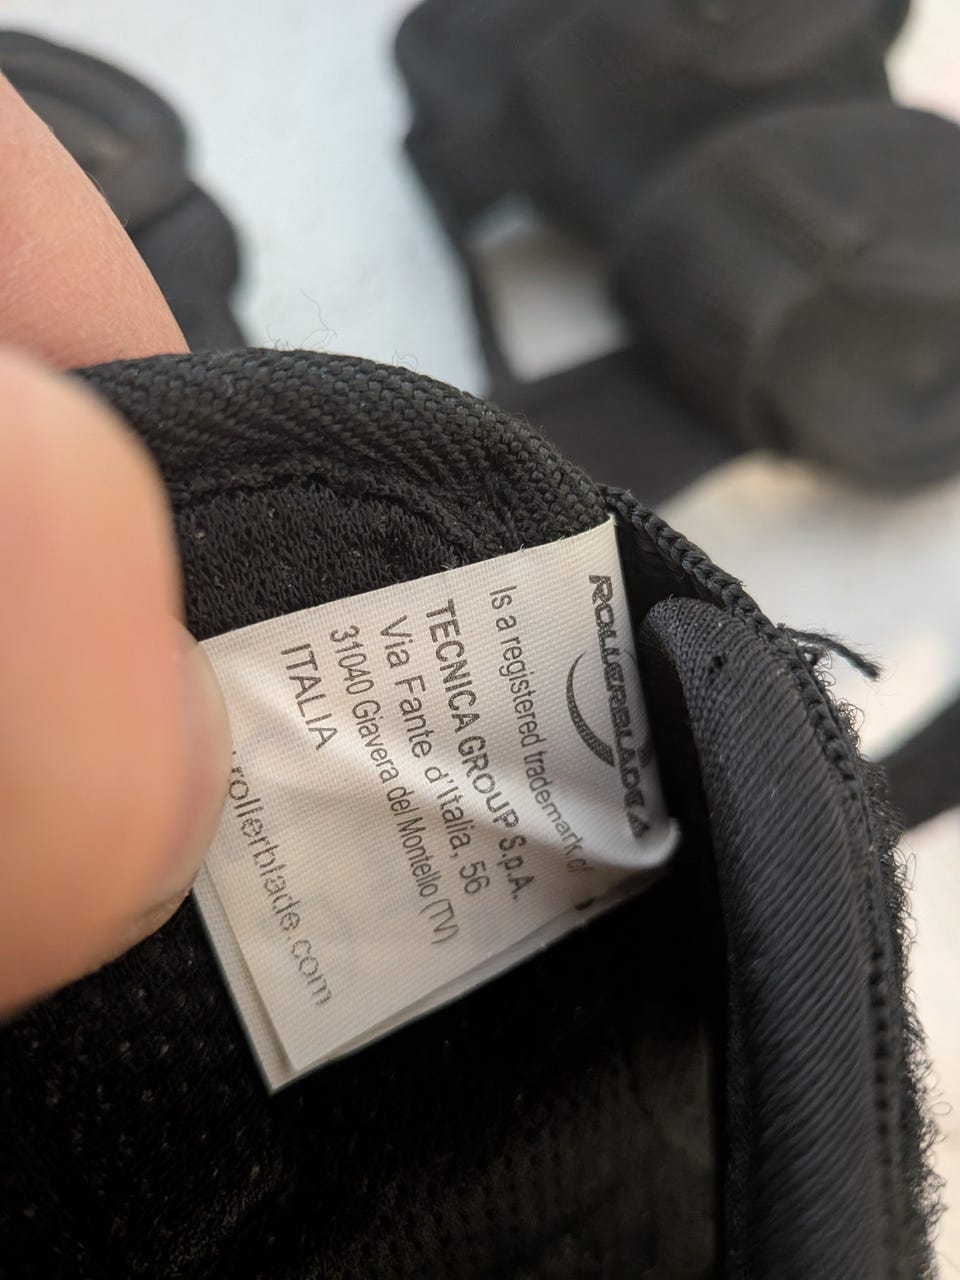 ROLLERBLADE
Is a registered trademark of
TECNICA GROUP S.p.A.
Via Fante d'Italia, 56
31040 Giavera del Montello (TV)
ITALIA
rollerblade.com